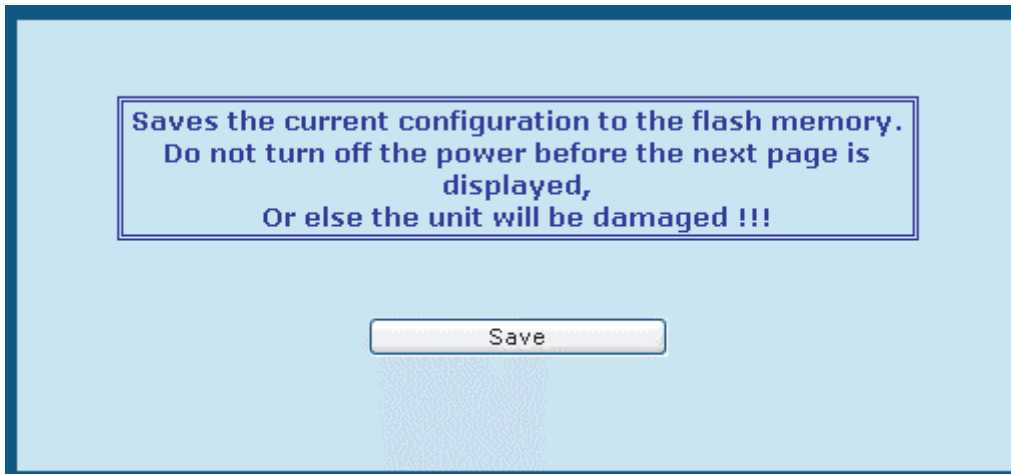 Saves the current configuration to the flash memory.
Do not turn off the power before the next page is
displayed,
Or else the unit will be damaged !!!
Save